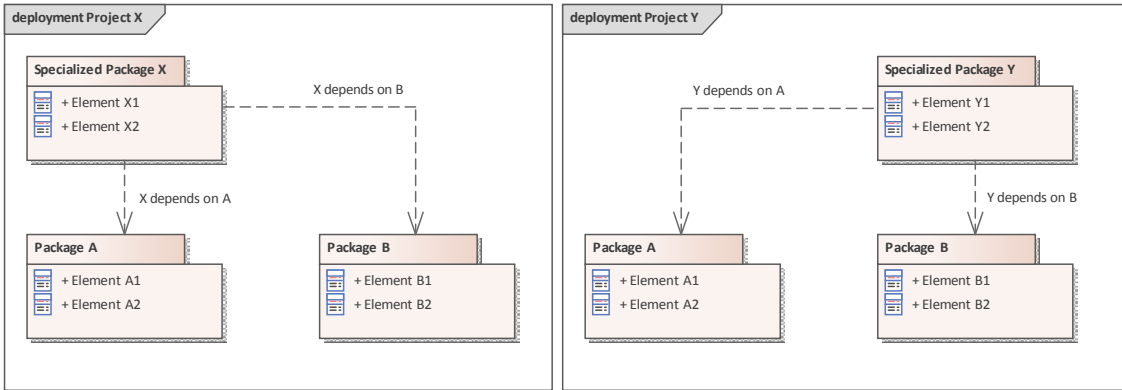 deployment Project X
Specialized Package X
+ Element X1
+ Element X2
X depends on B
X depends on A
Package A
+ Element A1
+ Element A2
Package B
+ Element B1
+ Element B2
deployment Project Y
Specialized Package Y
+ Element Y1
+ Element Y2
Y depends on A
Y depends on B
Package A
+ Element A1
+ Element A2
Package B
+ Element B1
+ Element B2